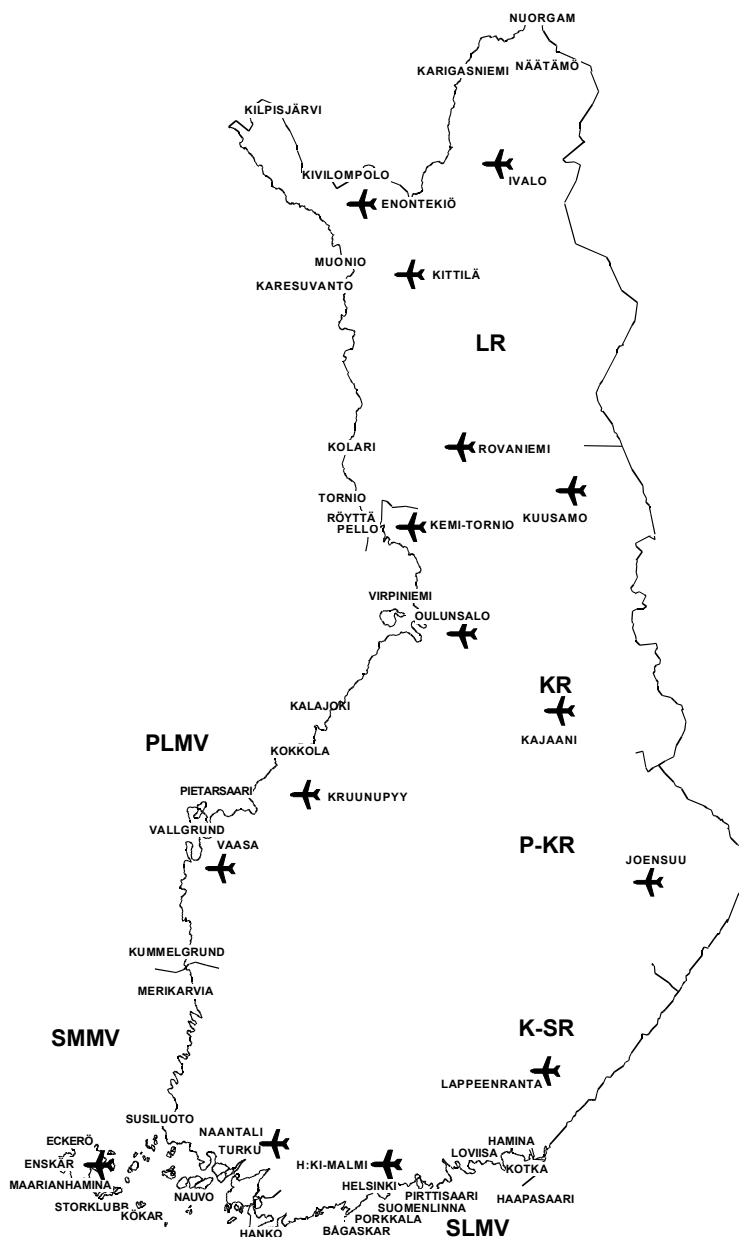 NUORGAM
NÄÄTÄMÖ
KARIGASNIEMI
KILPISJÄRVI
IVALO
KIVILOMPOLO
ENONTEKIÖ
MUONIO
KITTILÄ
KARESUVANTO
LR
KOLARI
ROVANIEMI
TORNIO
KUUSAMO
RÖYTTÄ
PELLO
KEMI-TORNIO
VIRPINIEMI
OULUNSALO
KR
KALAJOKI
KAJAANI
PLMV
KOKKOLA
PIETARSAARI
KRUUNUPYY
VALLGRUND
VAASA
P-KR
JOENSUU
KUMMELGRUND
MERIKARVIA
K-SR
SMMV
LAPPEENRANTA
SUSILUOTO
NAANTALI
ECKERÖ
HAMINA
TURKU
LOVIISA
ENSKÄR
H:KI-MALMI
KOTKA
MAARIANHAMINA
HELSINKI
NAUVO
PIRTTISAARI
HAAPASAARI
STORKLUBB
SUOMENLINNA
KÖKAR
PORKKALA
HANKO
BÅGASKAR
SLMV